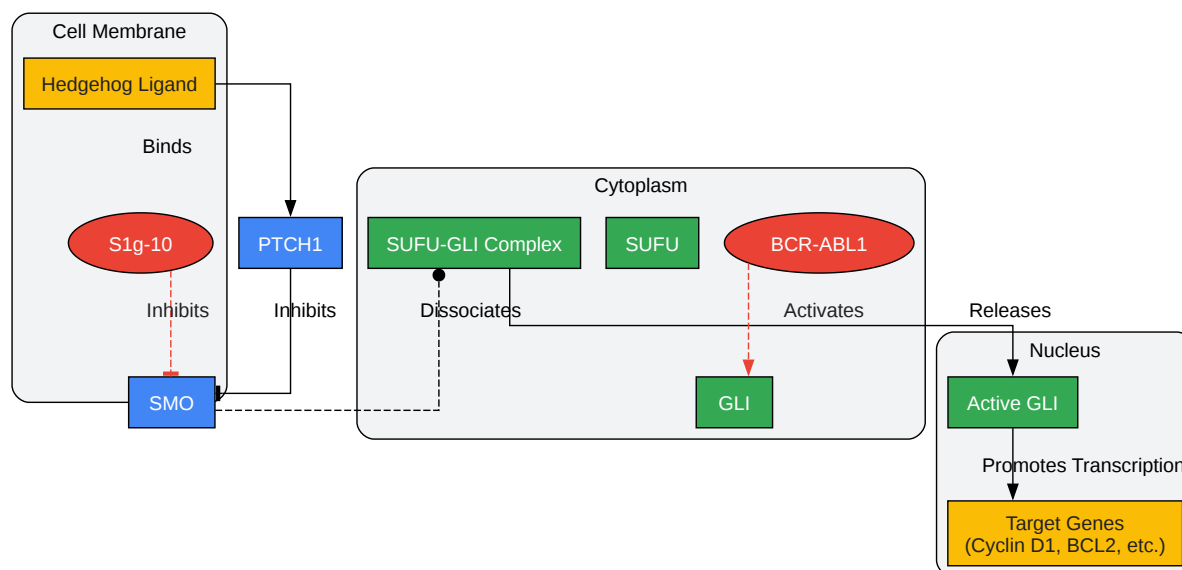 Cell Membrane
Hedgehog Ligand
Binds
Cytoplasm
S1g-10
PTCH1
SUFU-GLI Complex
SUFU
BCR-ABL1
Inhibits
Inhibits
Dissociates
Activates
Releases
Nucleus
SMO
GLI
Active GLI
Promotes Transcription
Target Genes
(Cyclin D1, BCL2, etc.)